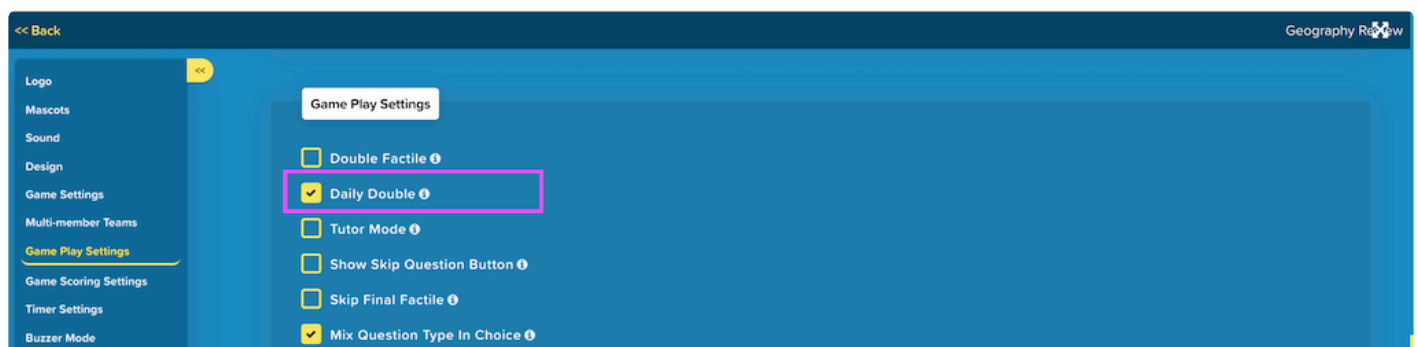 << Back
Geography Review
<<
Logo
Mascots
Sound
Design
Game Settings
Multi-member Teams
Game Play Settings
Game Scoring Settings
Timer Settings
Buzzer Mode
Game Play Settings
Double Factile
Daily Double
Tutor Mode
Show Skip Question Button
Skip Final Factile
Mix Question Type In Choice